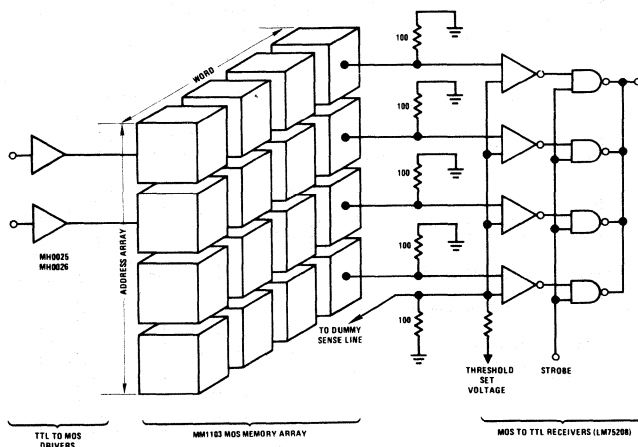 WORD
ADDRESS ARRAY
MH0025
MH0026
100
100
100
100
100
TO DUMMY
SENSE LINE
THRESHOLD
SET
VOLTAGE
STROBE
TTL TO MOS
DRIVERS
MM1103 MOS MEMORY ARRAY
MOS TO TTL RECEIVERS (LM75208)